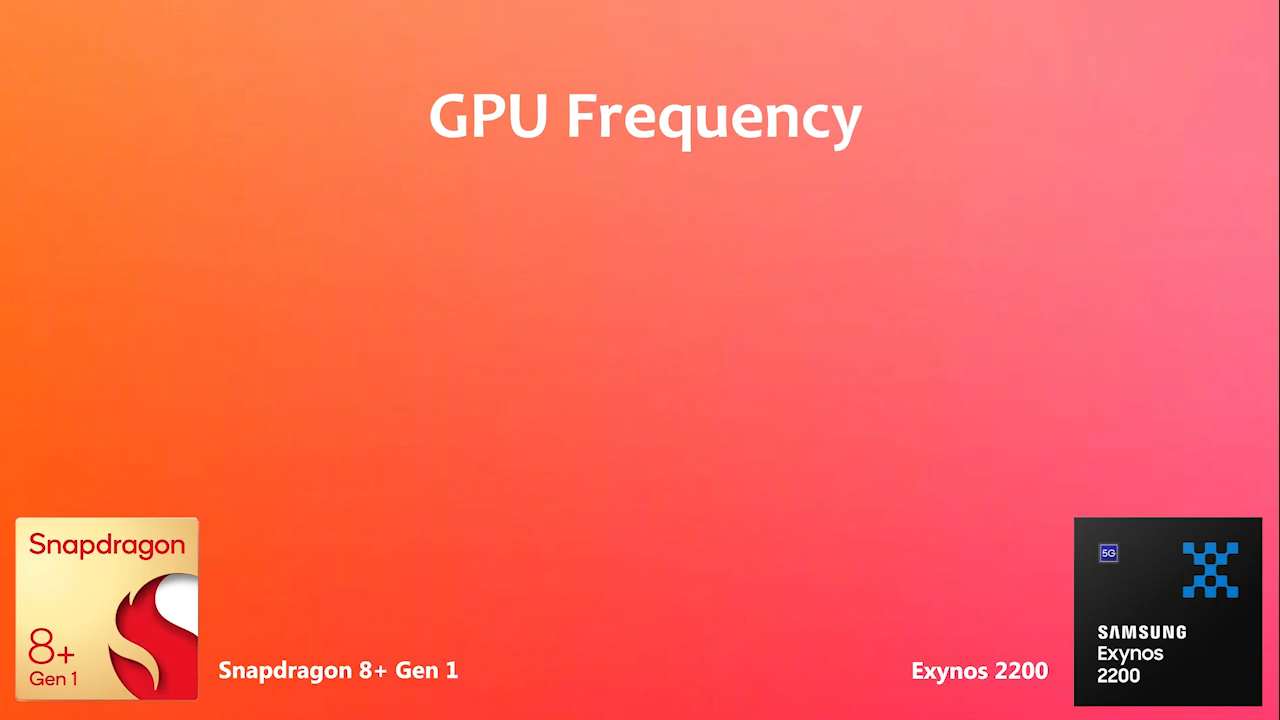 GPU Frequency
Snapdragon
8+
Gen 1
Snapdragon 8+ Gen 1
Exynos 2200
5G
SAMSUNG
Exynos
2200